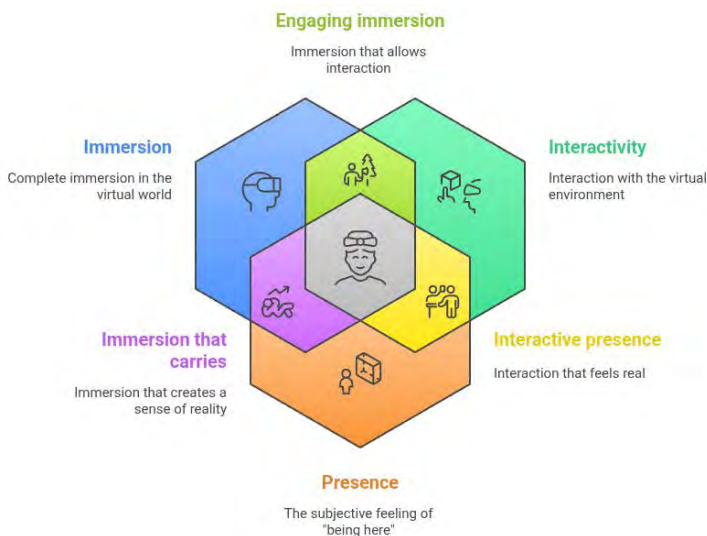 Engaging immersion
Immersion that allows
interaction
Immersion
Complete immersion in the
virtual world
Interactivity
Interaction with the virtual
environment
Immersion that
carries
Immersion that creates a
sense of reality
Interactive presence
Interaction that feels real
Presence
The subjective feeling of
"being here"